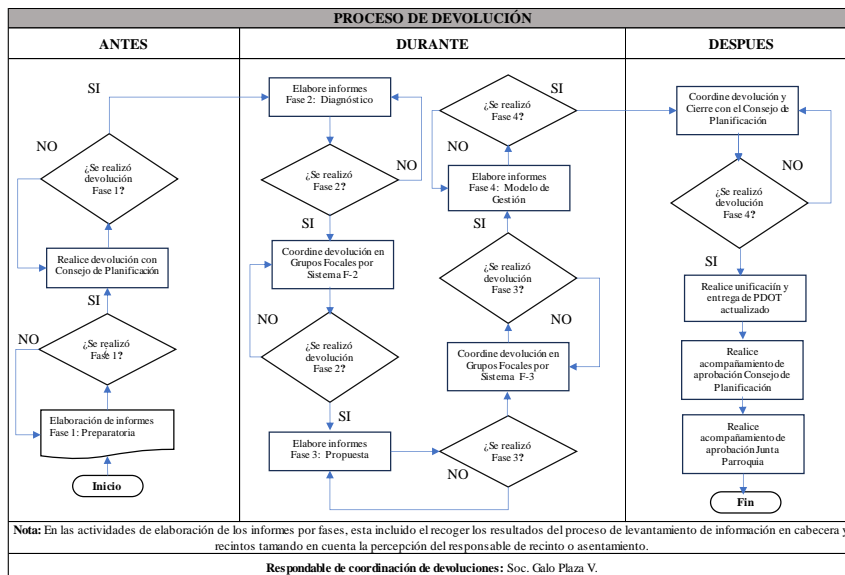 PROCESO DE DEVOLUCIÓN
ANTES
DURANTE
DESPUES
SI
NO
¿Se realizó
devolución
Fase 1?
Realice devolución con
Consejo de Planificación
SI
NO
¿Se realizó
Fase 1?
Elaboración de informes
Fase 1: Preparatoria
Inicio
Elabore informes
Fase 2: Diagnóstico
NO
¿Se realizó
Fase 2?
SI
Coordine devolución en
Grupos Focales por
Sistema F-2
NO
¿Se realizó
devolución
Fase 2?
SI
Elabore informes
Fase 3: Propuesta
NO
¿Se realizó
Fase 3?
Coordine devolución en
Grupos Focales por
Sistema F-3
NO
¿Se realizó
devolución
Fase 3?
SI
Elabore informes
Fase 4: Modelo de
Gestión
NO
¿Se realizó
Fase 4?
SI
Coordine devolución y
Cierre con el Consejo de
Planificación
NO
¿Se realizó
devolución
Fase 4?
SI
Realice unificación y
entrega de PDOT
actualizado
Realice
acompañamiento de
aprobación Consejo de
Planificación
Realice
acompañamiento de
aprobación Junta
Parroquia
Fin
Nota: En las actividades de elaboración de los informes por fases, esta incluido el recoger los resultados del proceso de levantamiento de información en cabecera y
recintos tamando en cuenta la percepción del responsable de recinto o asentamiento.
Respondable de coordinación de devoluciones: Soc. Galo Plaza V.